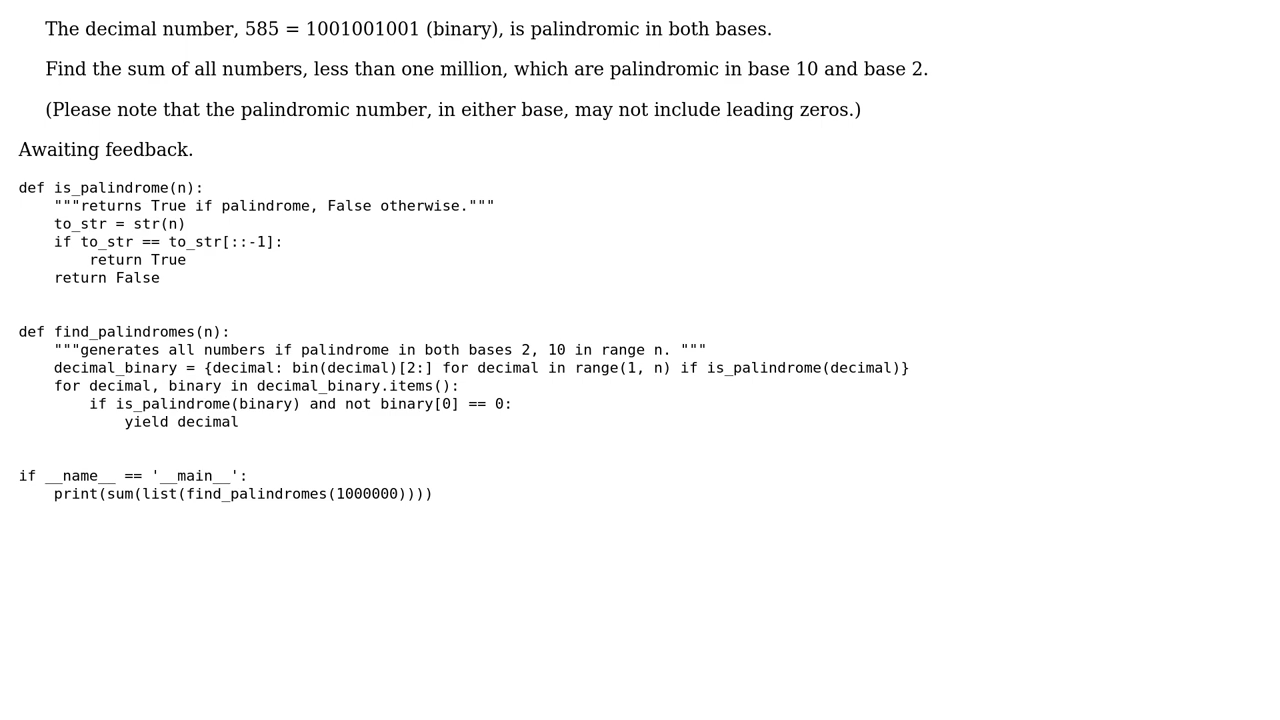 The decimal number, 585 = 1001001001 (binary), is palindromic in both bases.
Find the sum of all numbers, less than one million, which are palindromic in base 10 and base 2.
(Please note that the palindromic number, in either base, may not include leading zeros.)
Awaiting feedback.
def is_palindrome(n):
    """returns True if palindrome, False otherwise."""
    to_str = str(n)
    if to_str == to_str[::-1]:
        return True
    return False
def find_palindromes(n):
    """generates all numbers if palindrome in both bases 2, 10 in range n. """
    decimal_binary = {decimal: bin(decimal)[2:] for decimal in range(1, n) if is_palindrome(decimal)}
    for decimal, binary in decimal_binary.items():
        if is_palindrome(binary) and not binary[0] == 0:
            yield decimal
if __name__ == '__main__':
    print(sum(list(find_palindromes(1000000))))